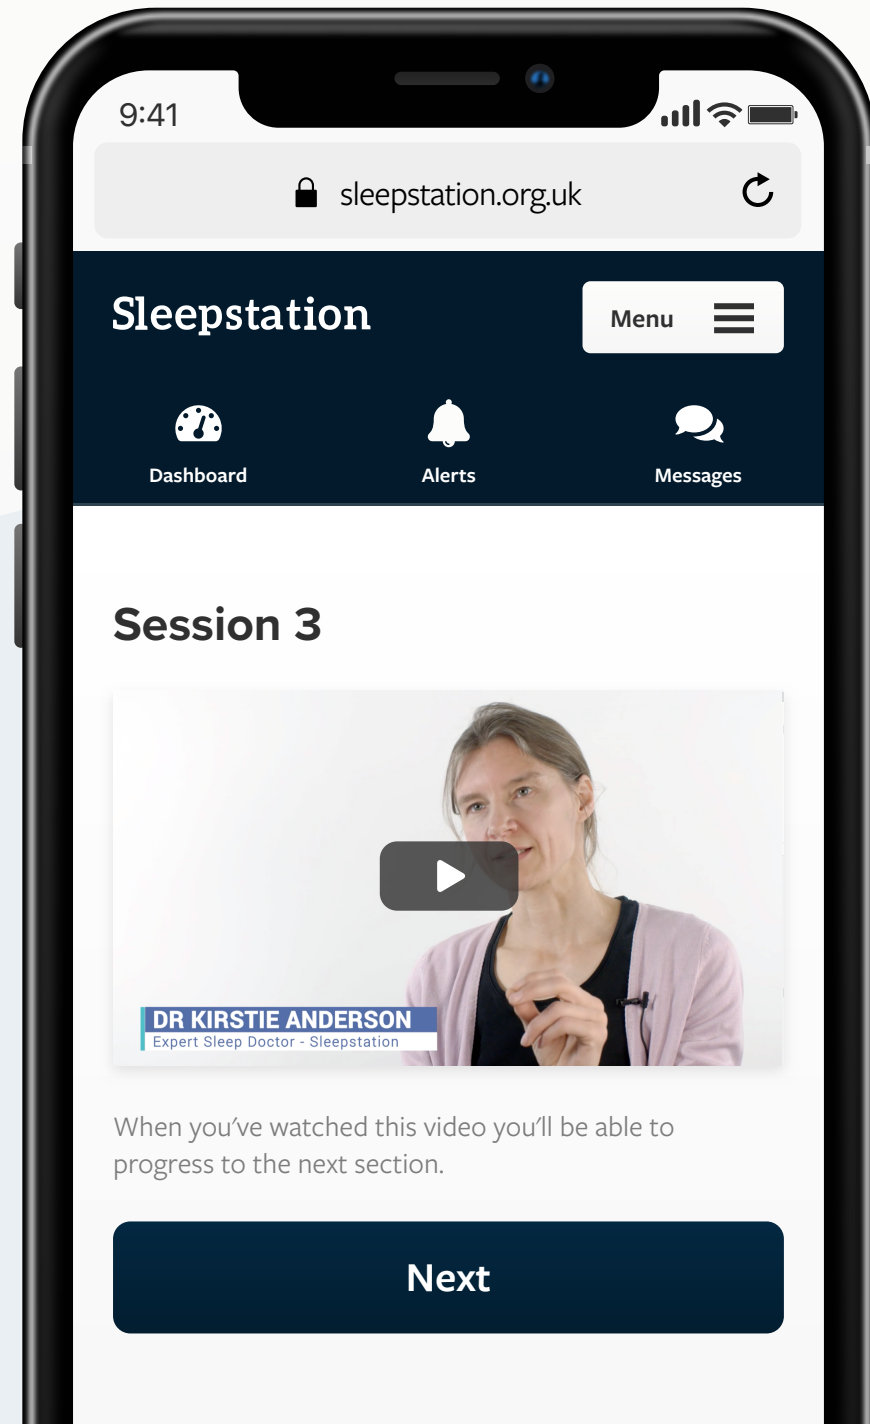 9:41
sleepstation.org.uk
Sleepstation
Menu
Dashboard Alerts Messages
Session 3
DR KIRSTIE ANDERSON
Expert Sleep Doctor - Sleepstation
When you've watched this video you'll be able to
progress to the next section.
Next